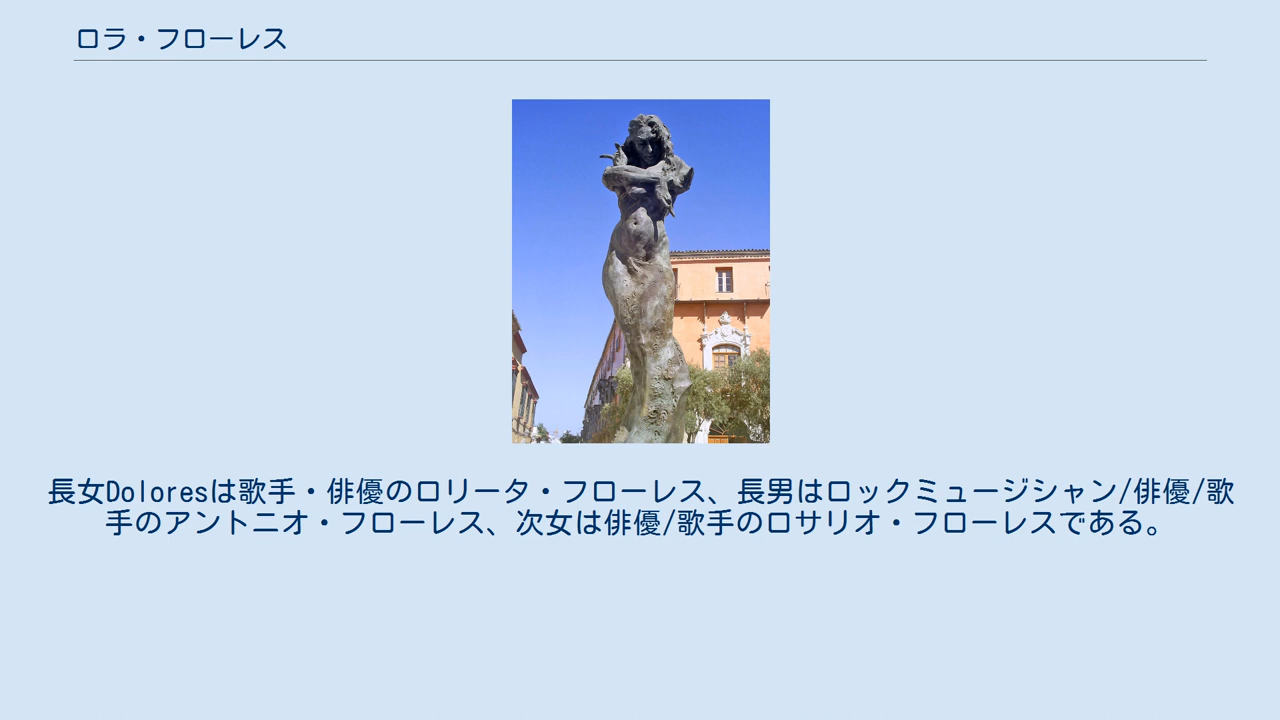 ロラ・フローレス
長女Doloresは歌手・俳優のロリータ・フローレス、長男はロックミュージシャン/俳優/歌
手のアントニオ・フローレス、次女は俳優/歌手のロサリオ・フローレスである。